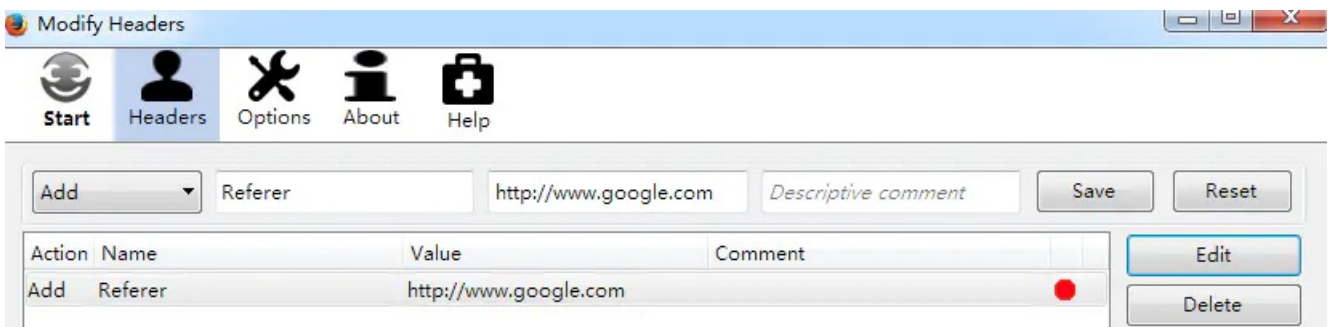 Modify Headers
Start Headers Options About Help
Add Referer http://www.google.com Descriptive comment Save Reset
Action Name Value Comment
Edit
Add Referer http://www.google.com
Delete